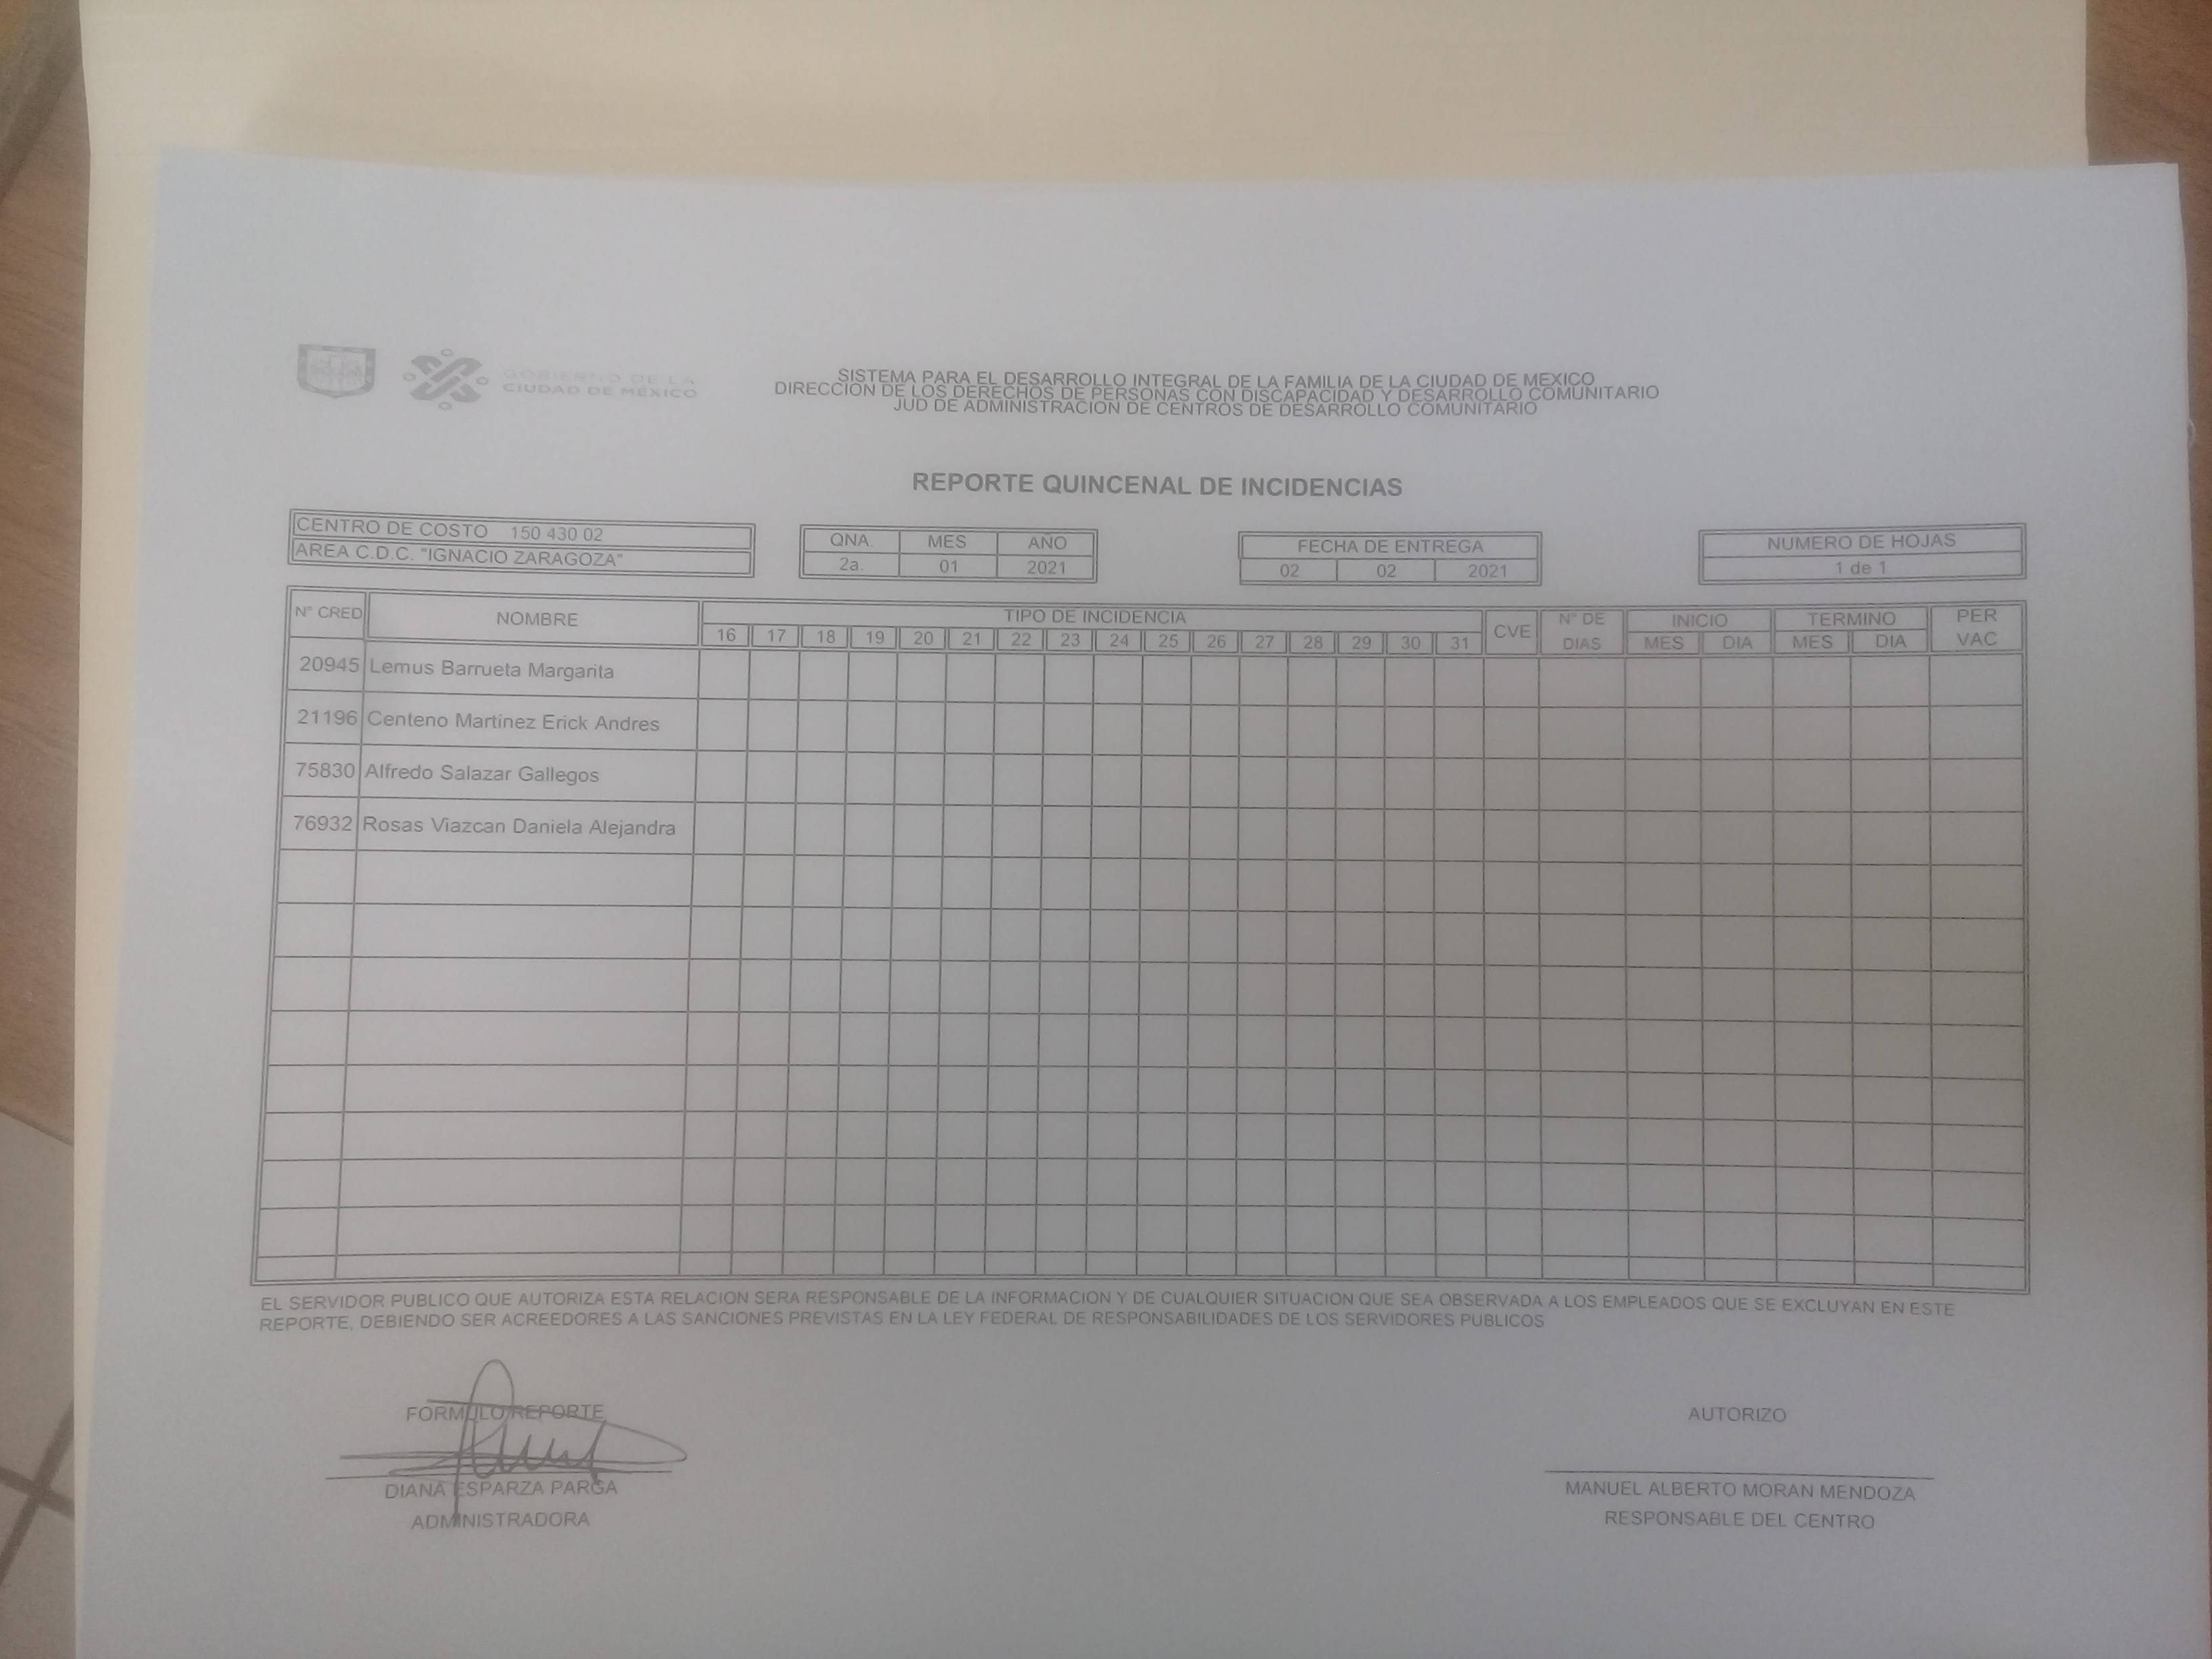 GOBIERNO DE LA
CIUDAD DE MÉXICO
SISTEMA PARA EL DESARROLLO INTEGRAL DE LA FAMILIA DE LA CIUDAD DE MEXICO
DIRECCION DE LOS DERECHOS DE PERSONAS CON DISCAPACIDAD Y DESARROLLO COMUNITARIO
JUD DE ADMINISTRACION DE CENTROS DE DESARROLLO COMUNITARIO
REPORTE QUINCENAL DE INCIDENCIAS
CENTRO DE COSTO 150 430 02
AREA C.D.C. "IGNACIO ZARAGOZA"
QNA. MES AÑO
2a. 01 2021
FECHA DE ENTREGA
02 02 2021
NUMERO DE HOJAS
1 de 1
N° CRED NOMBRE TIPO DE INCIDENCIA CVE N° DE DIAS INICIO TERMINO PER VAC
16 17 18 19 20 21 22 23 24 25 26 27 28 29 30 31 MES DIA MES DIA
20945 Lemus Barrueta Margarita
21196 Centeno Martínez Erick Andres
75830 Alfredo Salazar Gallegos
76932 Rosas Viazcan Daniela Alejandra
EL SERVIDOR PUBLICO QUE AUTORIZA ESTA RELACION SERA RESPONSABLE DE LA INFORMACION Y DE CUALQUIER SITUACION QUE SEA OBSERVADA A LOS EMPLEADOS QUE SE EXCLUYAN EN ESTE
REPORTE, DEBIENDO SER ACREEDORES A LAS SANCIONES PREVISTAS EN LA LEY FEDERAL DE RESPONSABILIDADES DE LOS SERVIDORES PUBLICOS
FORMULO REPORTE
DIANA ESPARZA PARGA
ADMINISTRADORA
AUTORIZO
MANUEL ALBERTO MORAN MENDOZA
RESPONSABLE DEL CENTRO